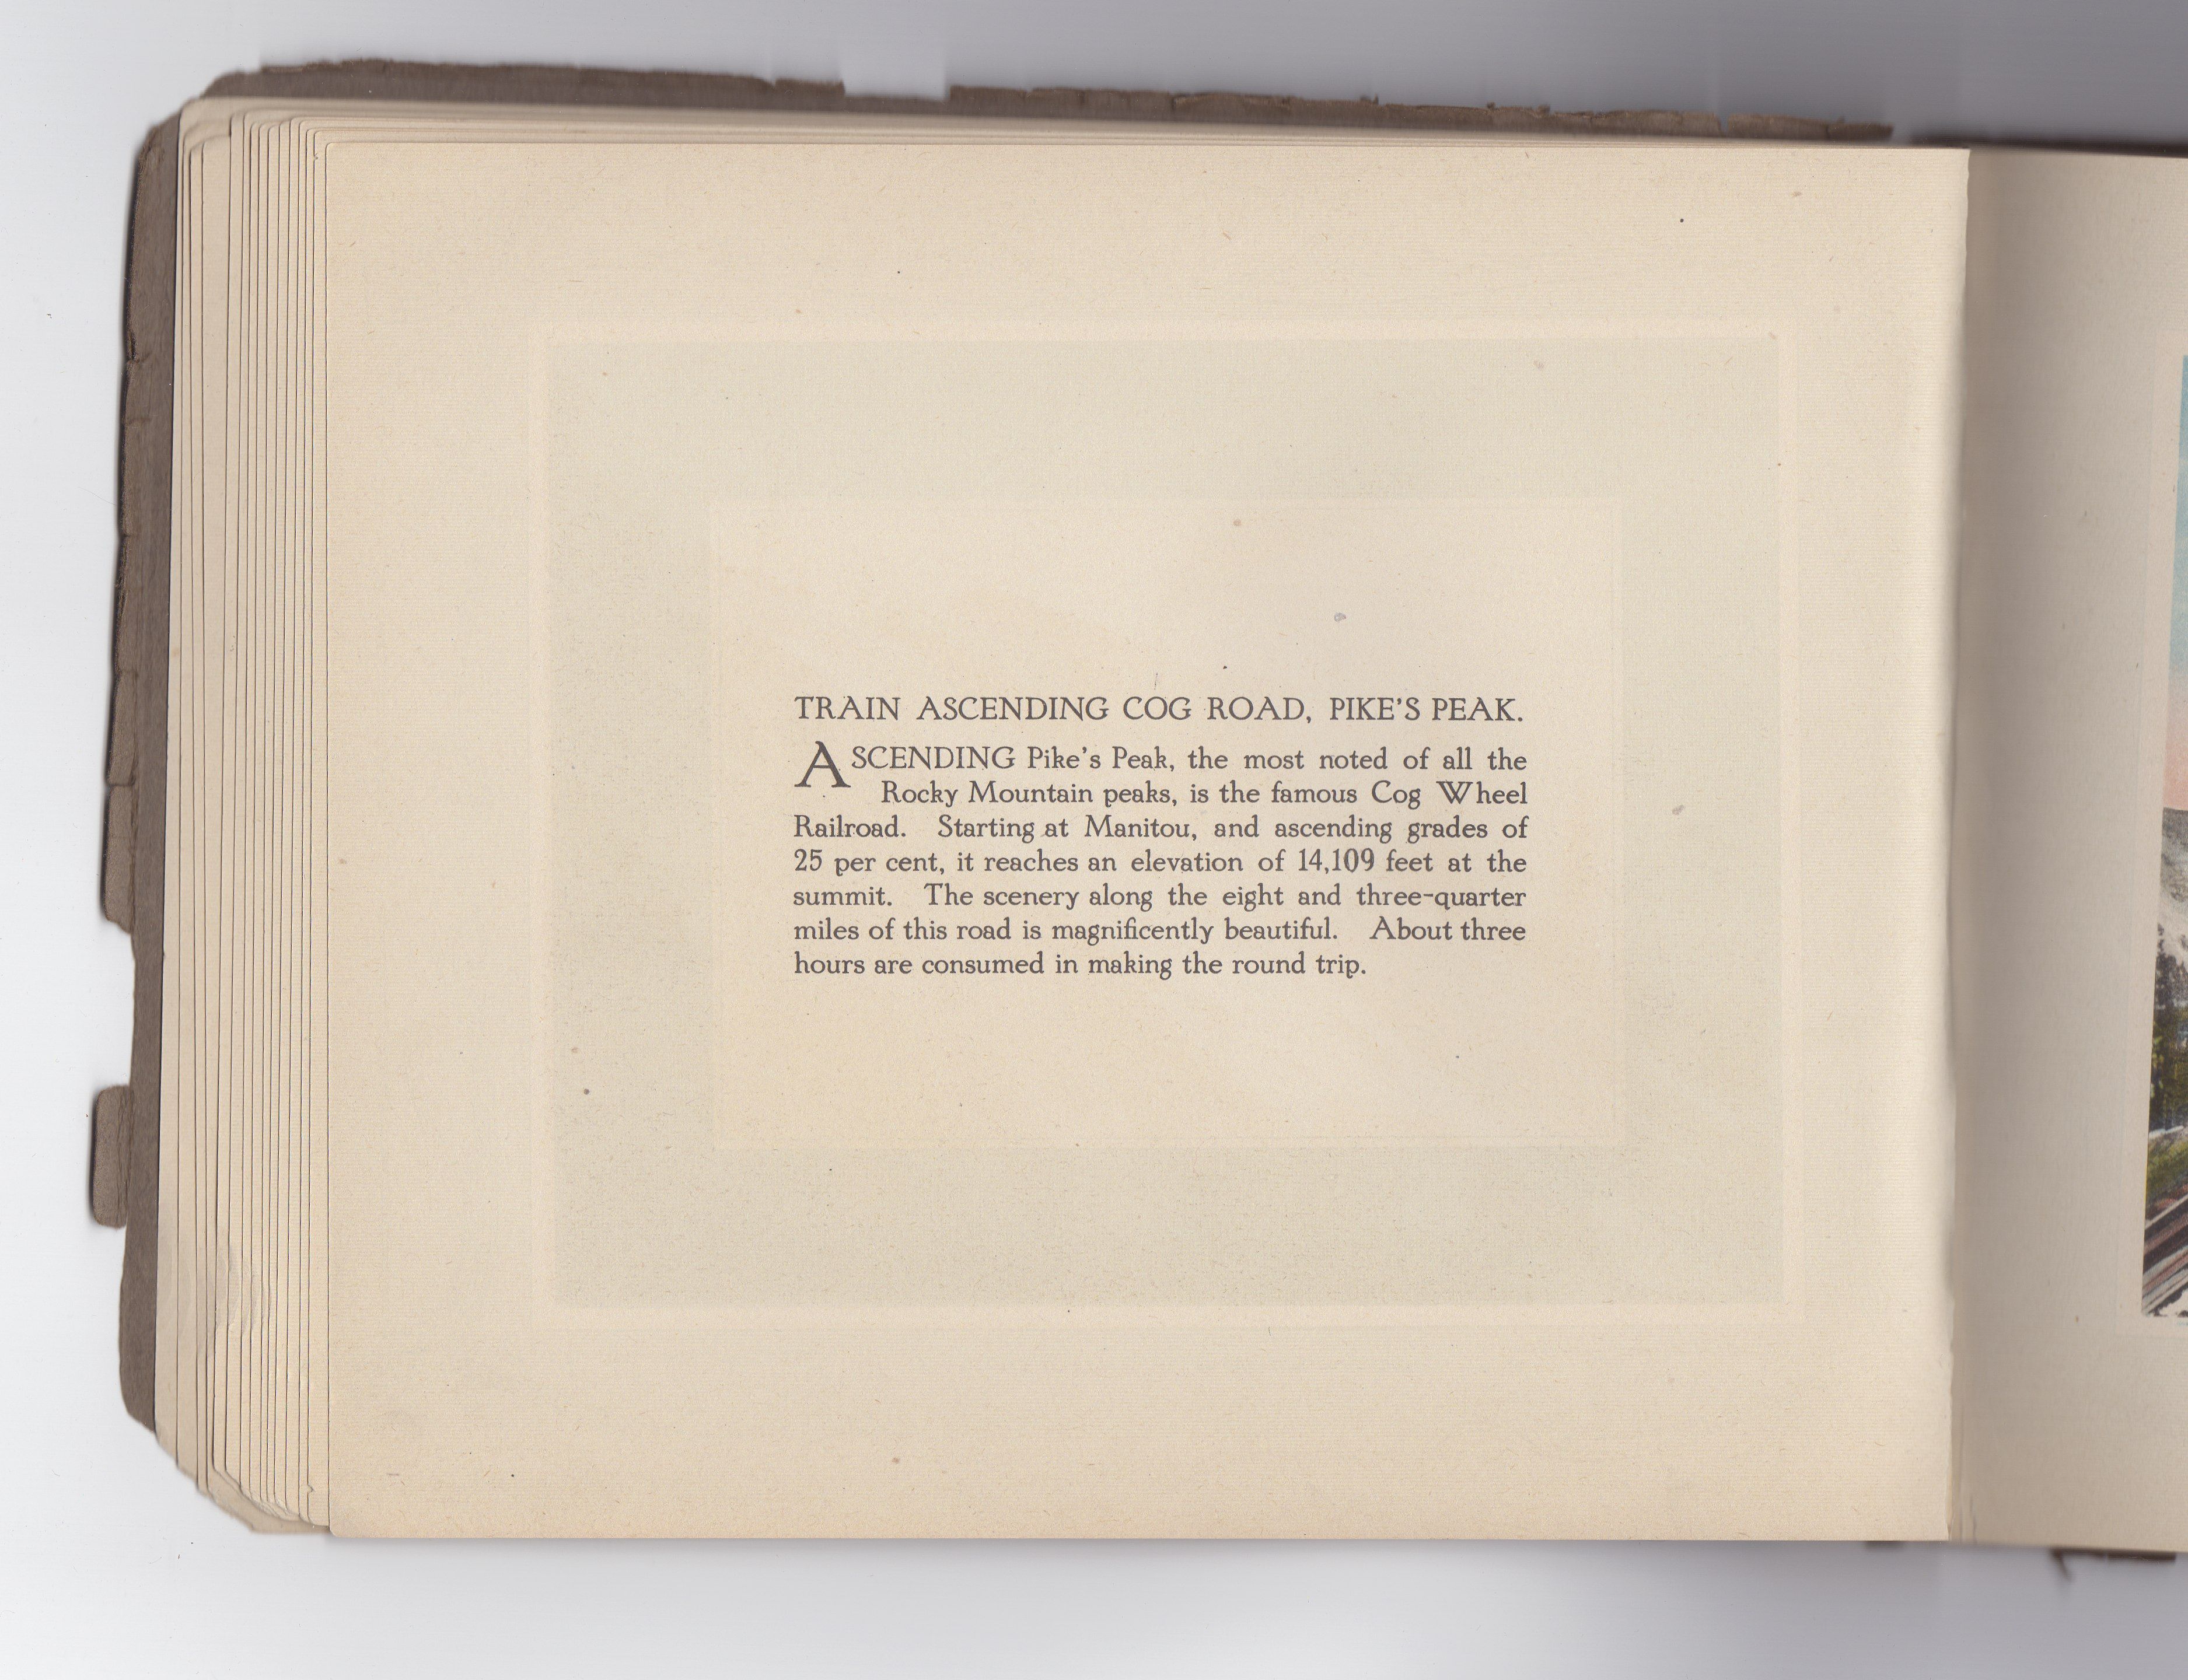 TRAIN ASCENDING COG ROAD, PIKE'S PEAK.
ASCENDING Pike's Peak, the most noted of all the
Rocky Mountain peaks, is the famous Cog Wheel
Railroad. Starting at Manitou, and ascending grades of
25 per cent, it reaches an elevation of 14,109 feet at the
summit. The scenery along the eight and three-quarter
miles of this road is magnificently beautiful. About three
hours are consumed in making the round trip.